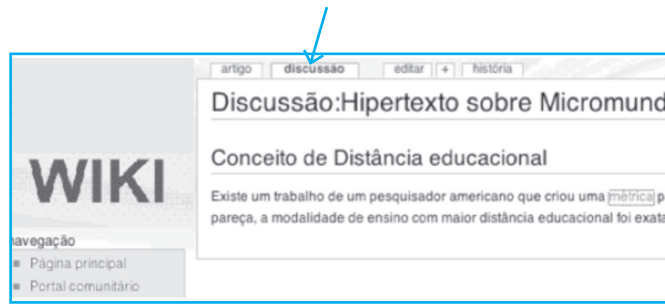 artigo discussão editar + história
Discussão:Hipertexto sobre Micromund
Conceito de Distância educacional
Existe um trabalho de um pesquisador americano que criou uma métrica p
pareça, a modalidade de ensino com maior distância educacional foi exata
WIKI
navegação
Página principal
Portal comunitário